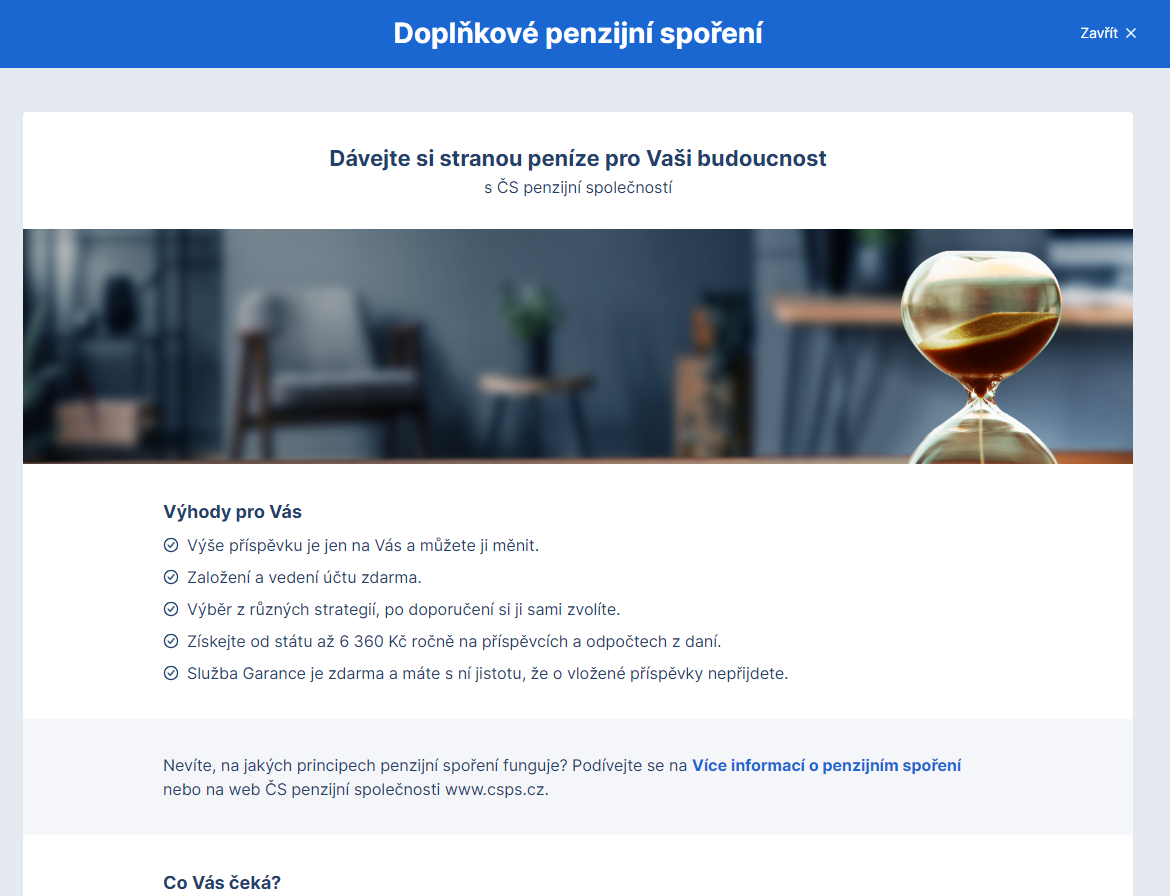 Doplňkové penzijní spoření
Zavřít
Dávejte si stranou peníze pro Vaši budoucnost
s ČS penzijní společností
Výhody pro Vás
Výše příspěvku je jen na Vás a můžete ji měnit.
Založení a vedení účtu zdarma.
Výběr z různých strategií, po doporučení si ji sami zvolíte.
Získejte od státu až 6 360 Kč ročně na příspěvcích a odpočtech z daní.
Služba Garance je zdarma a máte s ní jistotu, že o vložené příspěvky nepřijdete.
Nevíte, na jakých principech penzijní spoření funguje? Podívejte se na Více informací o penzijním spoření
nebo na web ČS penzijní společnosti www.csps.cz.
Co Vás čeká?